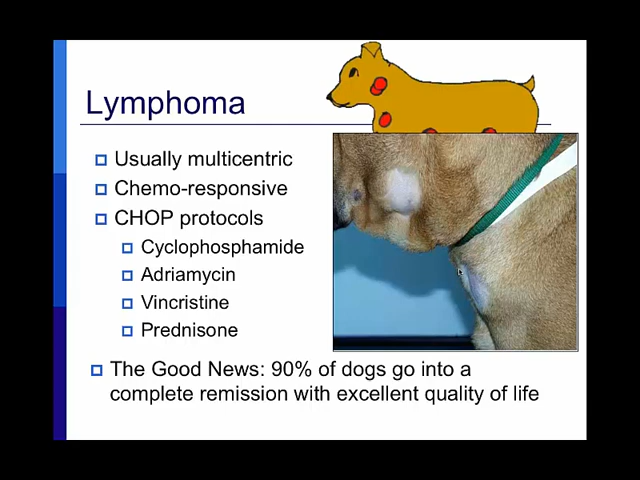 Lymphoma
Usually multicentric
Chemo-responsive
CHOP protocols
Cyclophosphamide
Adriamycin
Vincristine
Prednisone
The Good News: 90% of dogs go into a
complete remission with excellent quality of life